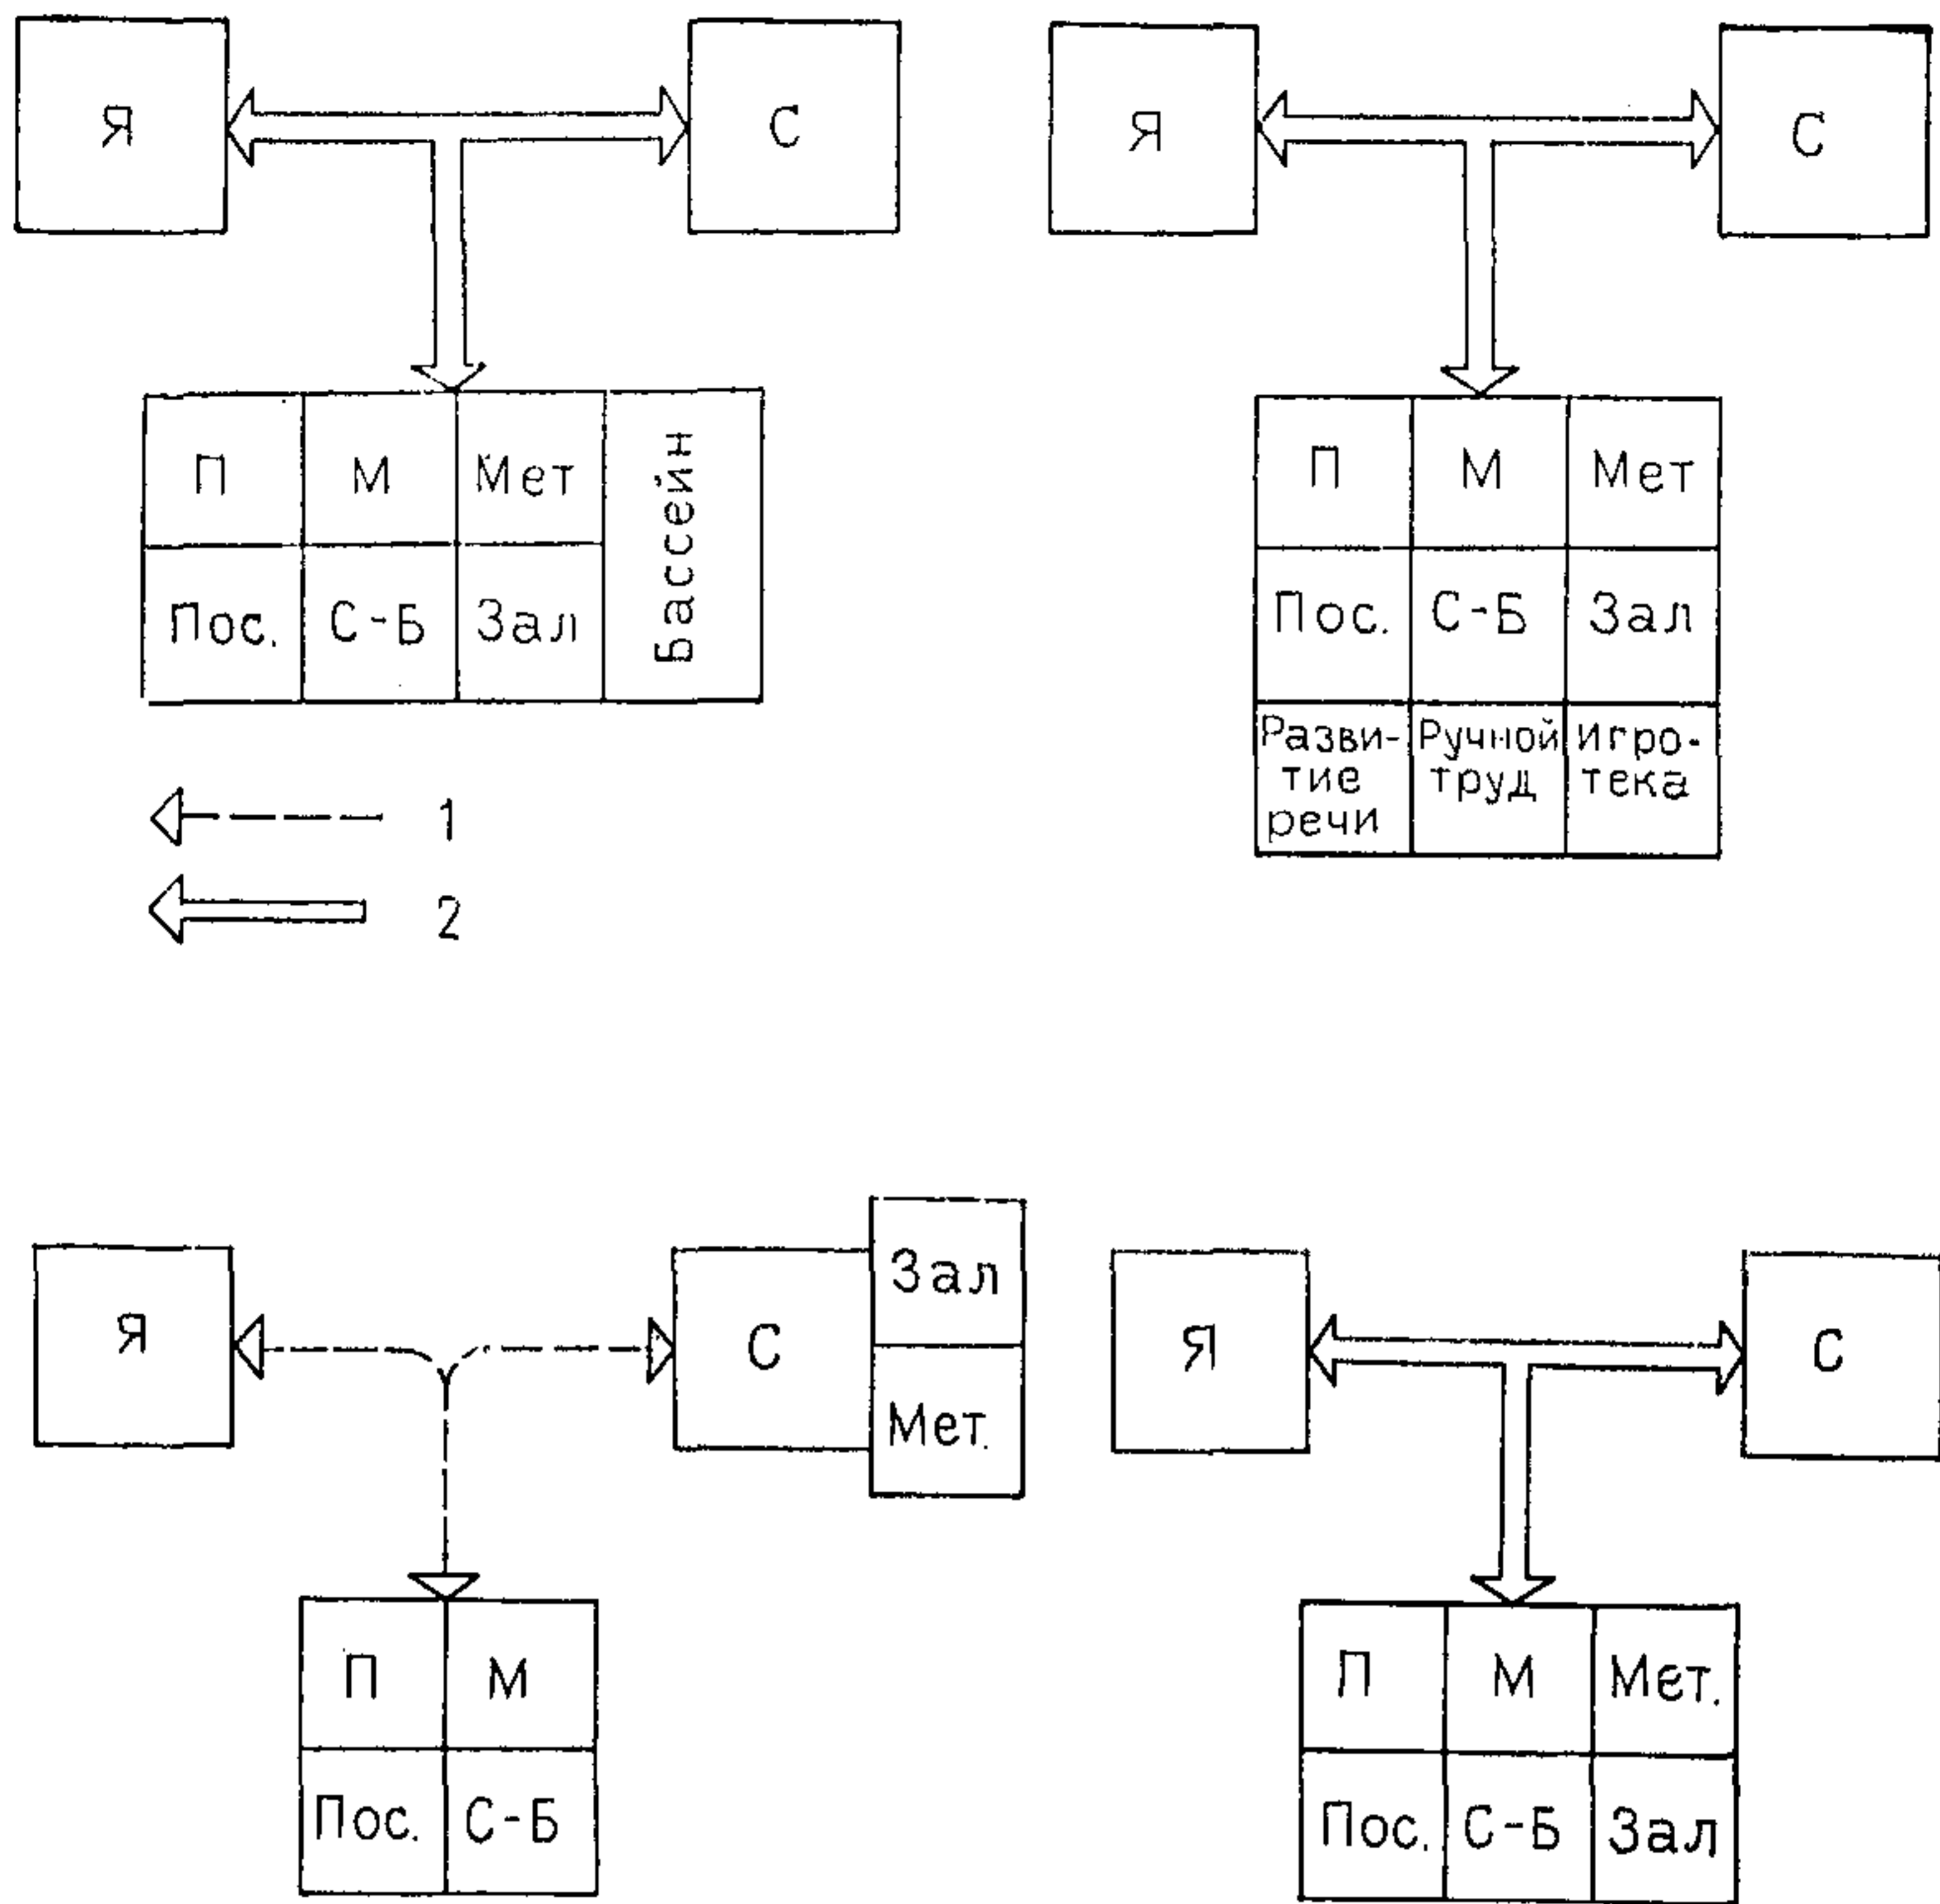 Я
С
П М Мет
Бассейн
Пос. С-Б Зал
1
2
Я
С
П М Мет
Пос. С-Б Зал
Разви-
тие
речи
Ручной
труд
Игро-
тека
Я
С
Зал
Мет.
П М
Пос. С-Б
Я
С
П М Мет.
Пос. С-Б Зал